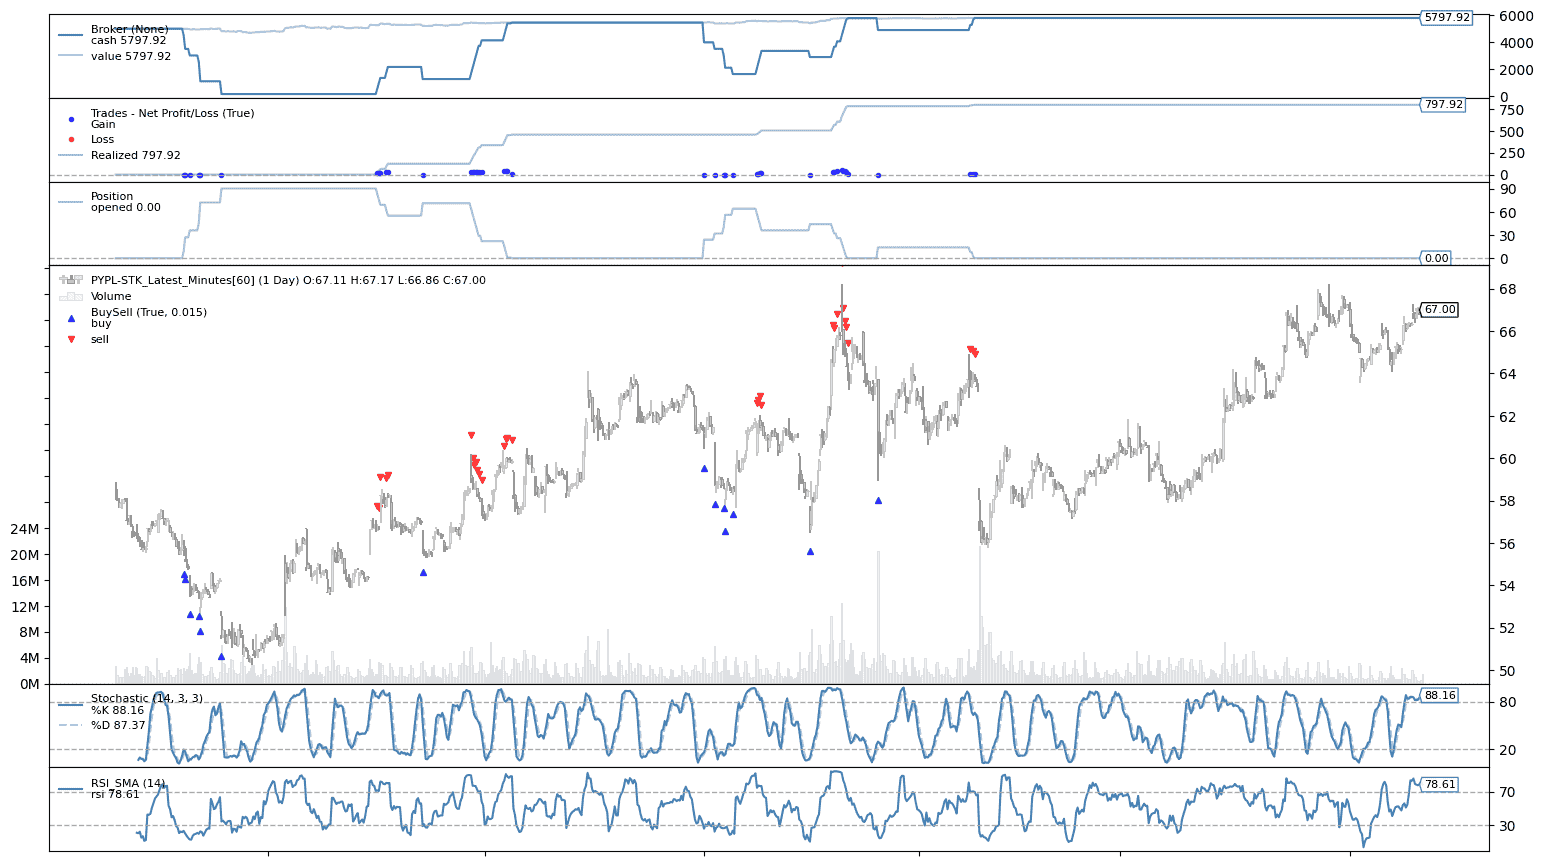 Broker (None)
cash 5797.92
value 5797.92
5797.92
6000
4000
2000
0
Trades - Net Profit/Loss (True)
Gain
Loss
Realized 797.92
797.92
750
500
250
0
Position
opened 0.00
90
60
30
0
0.00
PYPL-STK_Latest_Minutes[60] (1 Day) O:67.11 H:67.17 L:66.86 C:67.00
Volume
BuySell (True, 0.015)
buy
sell
24M
20M
16M
12M
8M
4M
0M
68
67.00
66
64
62
60
58
56
54
52
50
Stochastic (14, 3, 3)
%K 88.16
%D 87.37
88.16
80
20
RSI_SMA (14)
rsi 78.61
78.61
70
30